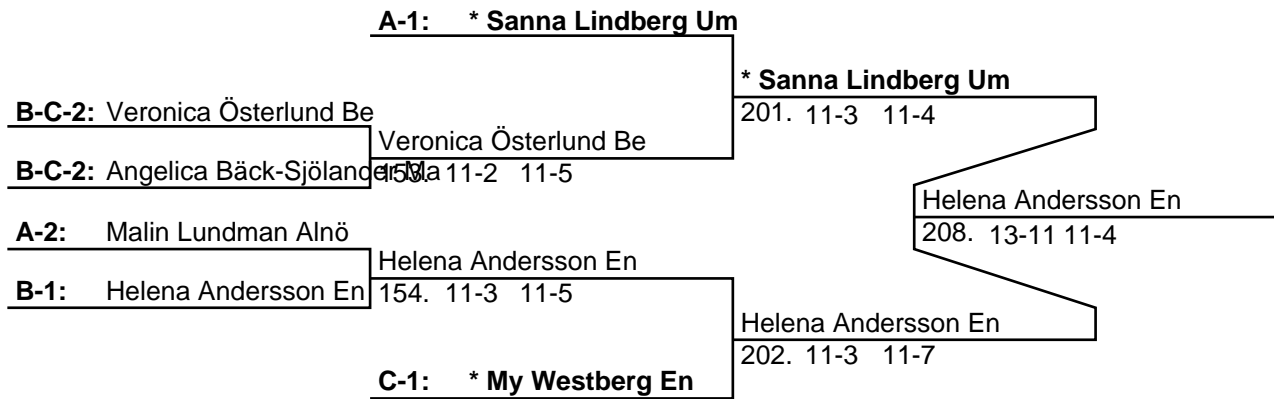 A-1: * Sanna Lindberg Um
* Sanna Lindberg Um
B-C-2: Veronica Österlund Be
201. 11-3 11-4
Veronica Österlund Be
B-C-2: Angelica Bäck-Sjölander Ma
153. 11-2 11-5
Helena Andersson En
A-2: Malin Lundman Alnö
208. 13-11 11-4
Helena Andersson En
B-1: Helena Andersson En
154. 11-3 11-5
Helena Andersson En
202. 11-3 11-7
C-1: * My Westberg En